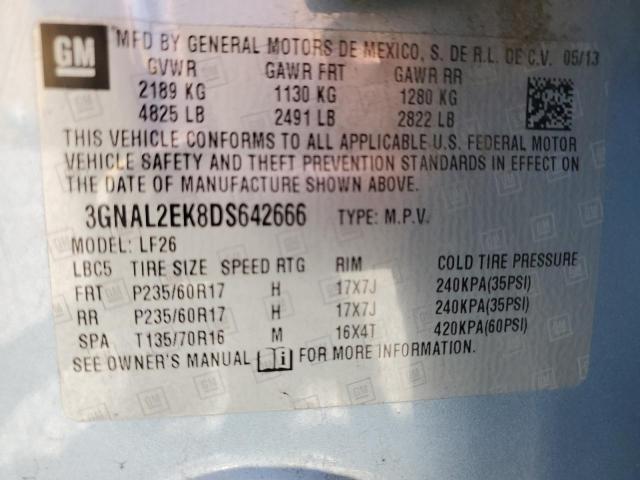 GM MFD BY GENERAL MOTORS DE MEXICO, S. DE R.L. DE C.V. 05/13
GVWR GAWR FRT GAWR RR
2189 KG 1130 KG 1280 KG
4825 LB 2491 LB 2822 LB
THIS VEHICLE CONFORMS TO ALL APPLICABLE U.S. FEDERAL MOTOR
VEHICLE SAFETY AND THEFT PREVENTION STANDARDS IN EFFECT ON
THE DATE OF MANUFACTURE SHOWN ABOVE.
3GNAL2EK8DS642666 TYPE: M.P.V.
MODEL: LF26
LBC5 TIRE SIZE SPEED RTG RIM COLD TIRE PRESSURE
FRT P235/60R17 H 17X7J 240KPA(35PSI)
RR P235/60R17 H 17X7J 240KPA(35PSI)
SPA T135/70R16 M 16X4T 420KPA(60PSI)
SEE OWNER'S MANUAL i FOR MORE INFORMATION.